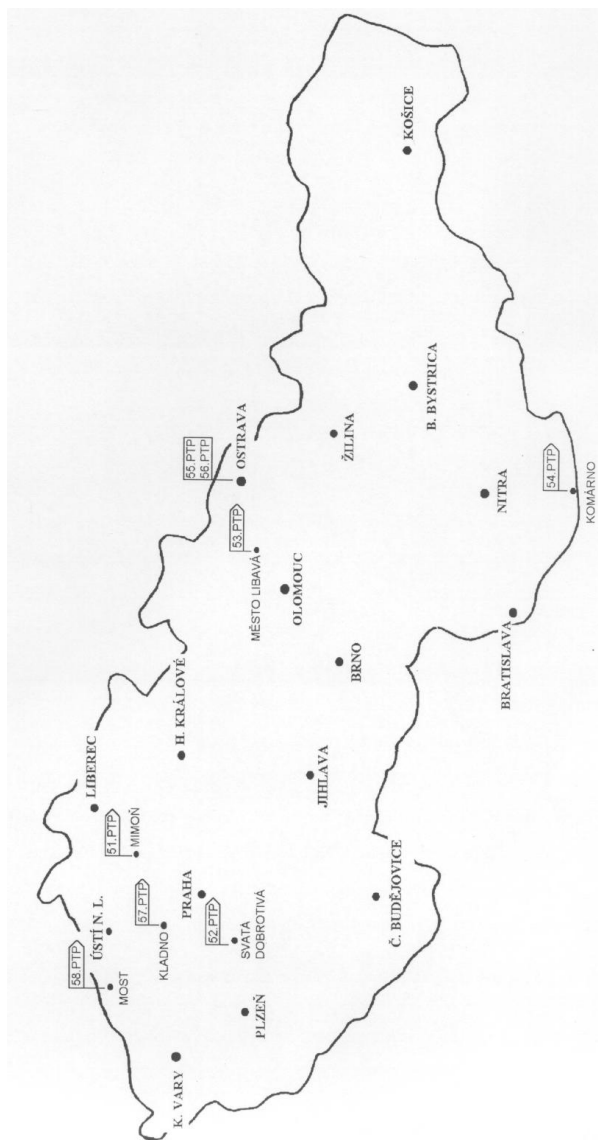 58.PTP
ÚSTÍ N. L.
MOST
51.PTP
LIBEREC
MIMOŇ
57.PTP
KLADNO
PRAHA
52.PTP
SVATÁ
DOBROTIVÁ
K. VARY
PLZEŇ
H. KRÁLOVÉ
Č. BUDĚJOVICE
JIHLAVA
BRNO
OLOMOUC
53.PTP
MĚSTO LIBAVÁ
55.PTP
56.PTP
OSTRAVA
ŽILINA
B. BYSTRICA
KOŠICE
NITRA
BRATISLAVA
54.PTP
KOMÁRNO